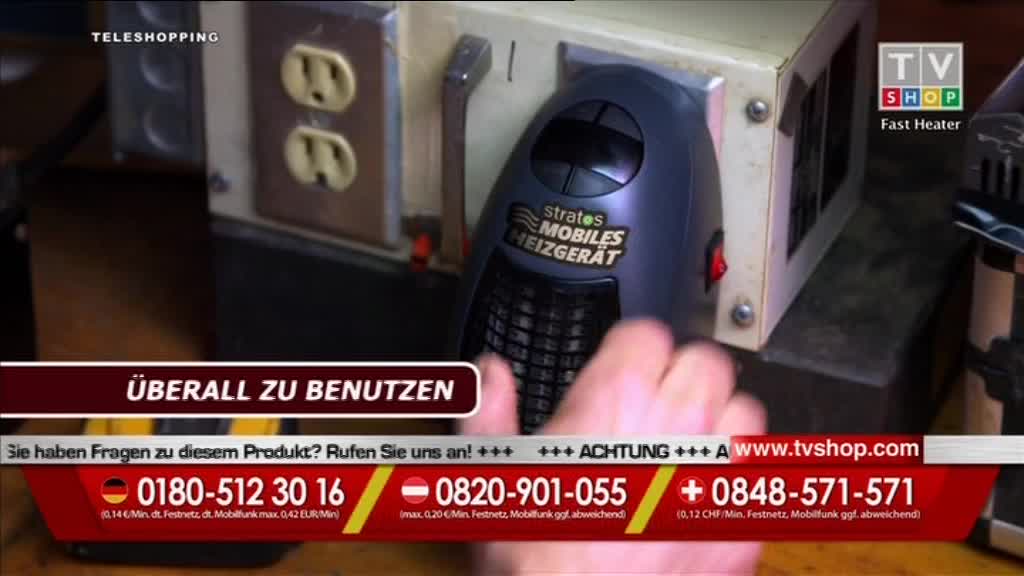 TELESHOPPING
TV
SHOP
Fast Heater
stratos
MOBILES
HEIZGERÄT
ÜBERALL ZU BENUTZEN
Sie haben Fragen zu diesem Produkt? Rufen Sie uns an! +++ +++ ACHTUNG +++ A
www.tvshop.com
0180-512 30 16
0820-901-055
0848-571-571
(0,14 €/Min. dt. Festnetz, dt. Mobilfunk max. 0,42 EUR/Min)
(max. 0,20 €/Min. Festnetz, Mobilfunk ggf. abweichend)
(0,12 CHF/Min. Festnetz, Mobilfunk ggf. abweichend)